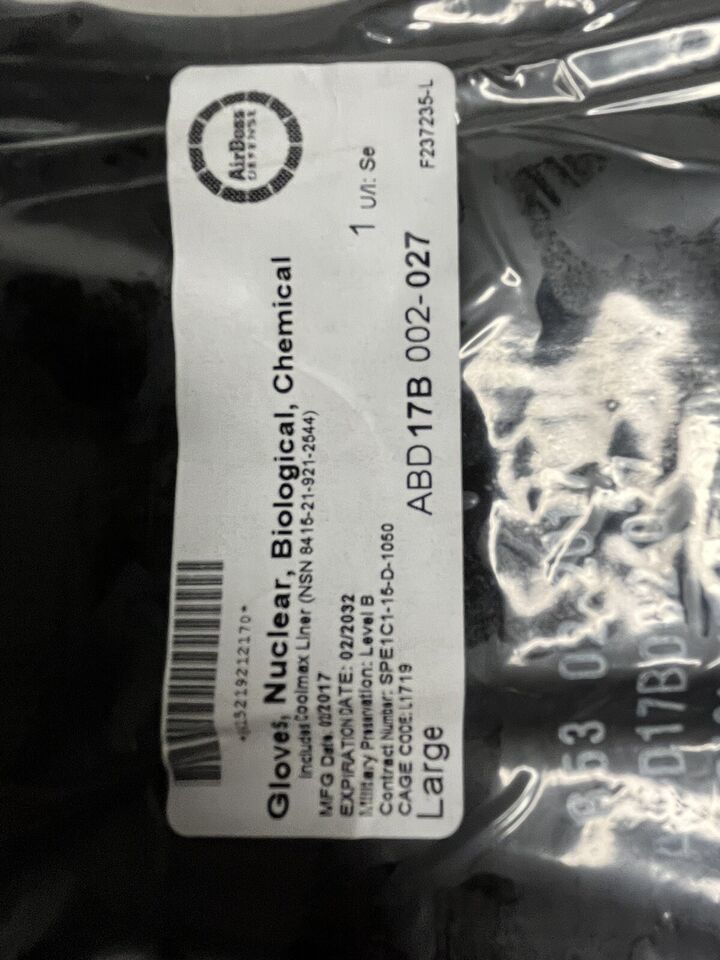 AirBoss
DEFENSE
Gloves, Nuclear, Biological, Chemical
Includes Coolmax Liner (NSN 8415-21-921-2544)
MFG Date:
EXPIRATION DATE: 02/2032
Military Preservation: Level B
Contract Number: SPE1C1-15-D-1050
CAGE CODE: L1719
Large
1 U/I: Se
ABD17B 002-027
F237235-L